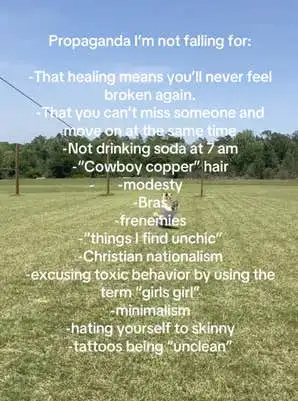 Propaganda I'm not falling for:
-That healing means you'll never feel
broken again.
-That you can't miss someone and
move on at the same time
-Not drinking soda at 7 am
-"Cowboy copper" hair
-modesty
-Bras
-frenemies
-"things I find unchic"
-Christian nationalism
-excusing toxic behavior by using the
term "girls girl"
-minimalism
-hating yourself to skinny
-tattoos being "unclean"